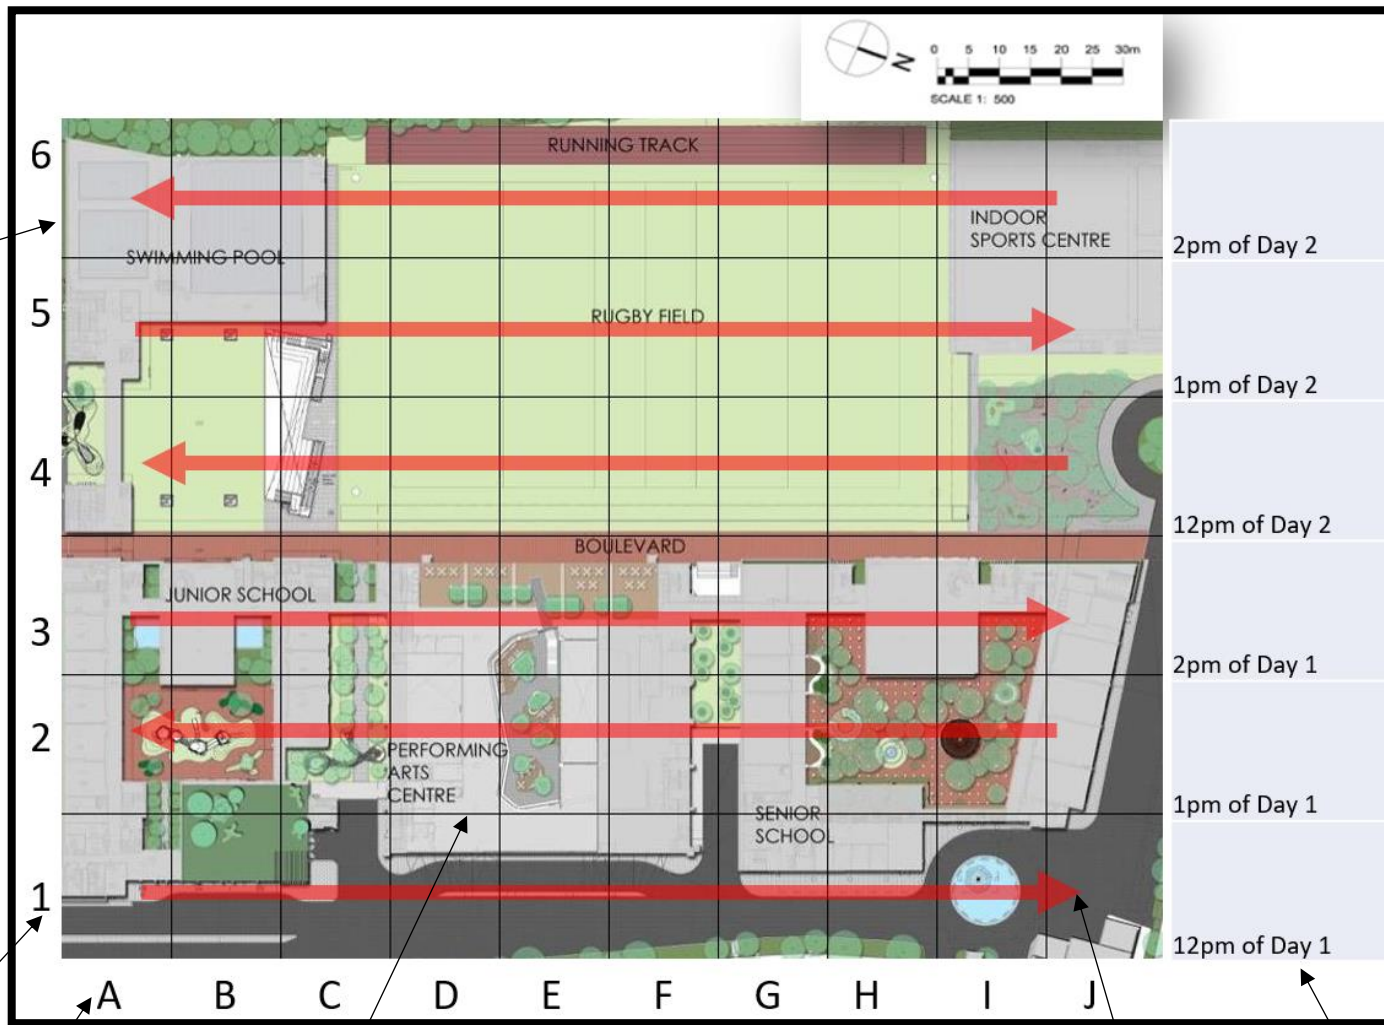 N
0 5 10 15 20 25 30m
SCALE 1: 500
6
RUNNING TRACK
INDOOR
SPORTS CENTRE
SWIMMING POOL
2pm of Day 2
5
RUGBY FIELD
1pm of Day 2
4
12pm of Day 2
BOULEVARD
JUNIOR SCHOOL
3
2pm of Day 1
2
PERFORMING
ARTS
CENTRE
SENIOR
SCHOOL
1pm of Day 1
1
12pm of Day 1
A B C D E F G H I J